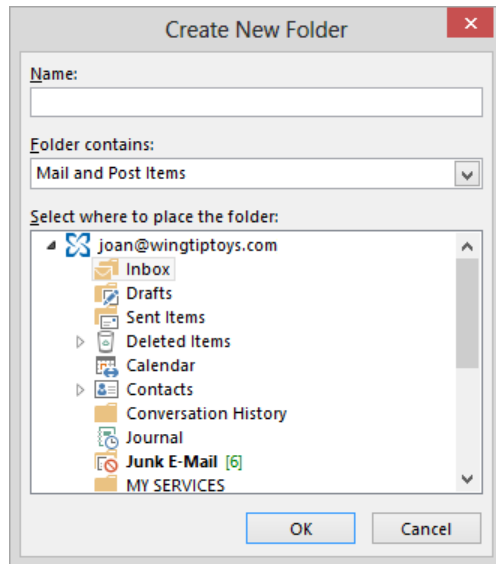 Create New Folder
Name:
Folder contains:
Mail and Post Items
Select where to place the folder:
joan@wingtiptoys.com
Inbox
Drafts
Sent Items
Deleted Items
Calendar
Contacts
Conversation History
Journal
Junk E-Mail [6]
MY SERVICES
OK Cancel